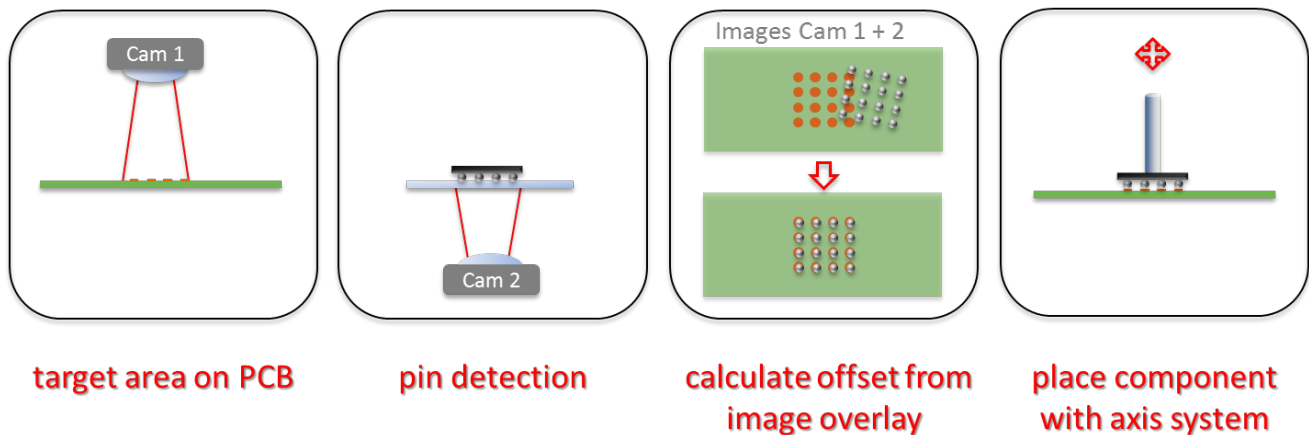 Cam 1
target area on PCB
Cam 2
pin detection
Images Cam 1 + 2
calculate offset from
image overlay
place component
with axis system